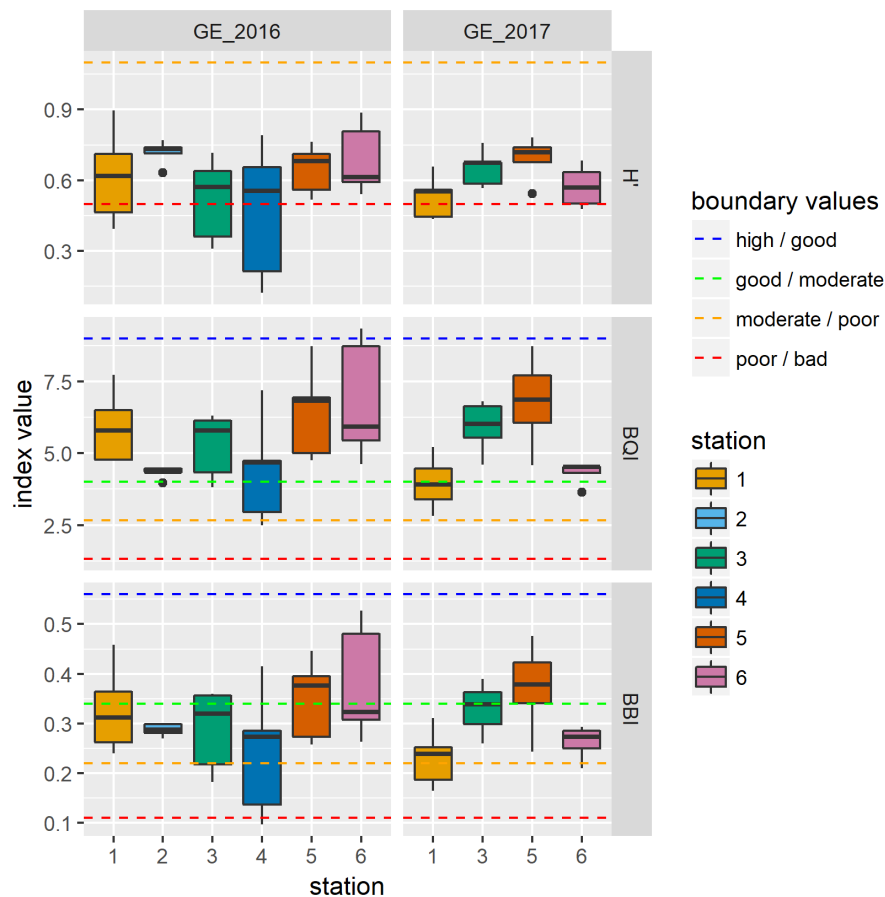 GE_2016
GE_2017
0.9
0.6
0.3
H'
7.5
5.0
2.5
BQI
0.5
0.4
0.3
0.2
0.1
BBI
index value
1 2 3 4 5 6
1 3 5 6
station
boundary values
high / good
good / moderate
moderate / poor
poor / bad
station
1
2
3
4
5
6